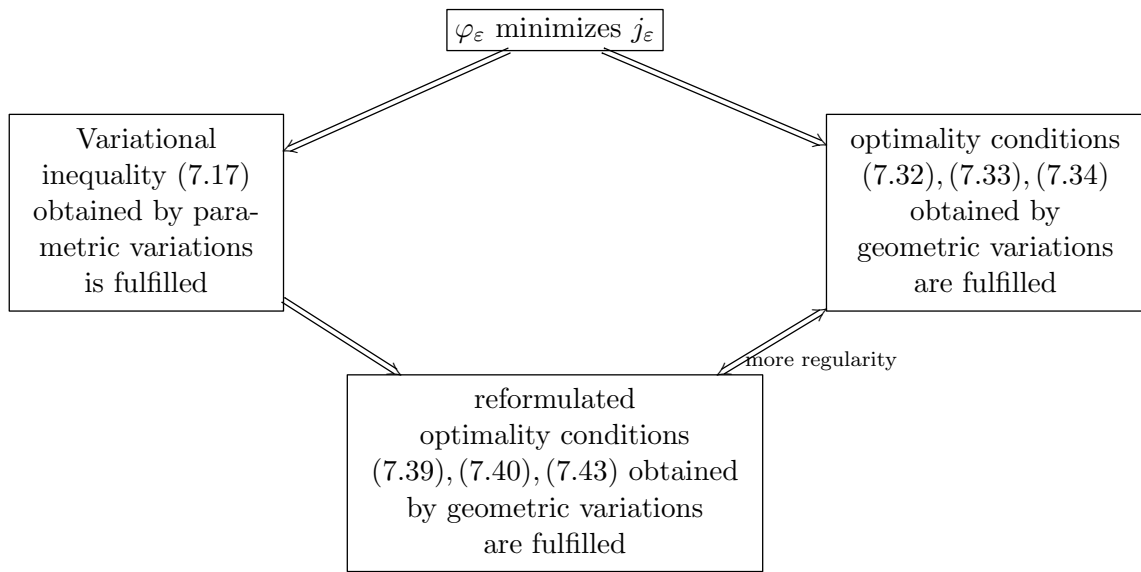 φ_ε minimizes j_ε
Variational
inequality (7.17)
obtained by para-
metric variations
is fulfilled
optimality conditions
(7.32), (7.33), (7.34)
obtained by
geometric variations
are fulfilled
more regularity
reformulated
optimality conditions
(7.39), (7.40), (7.43) obtained
by geometric variations
are fulfilled